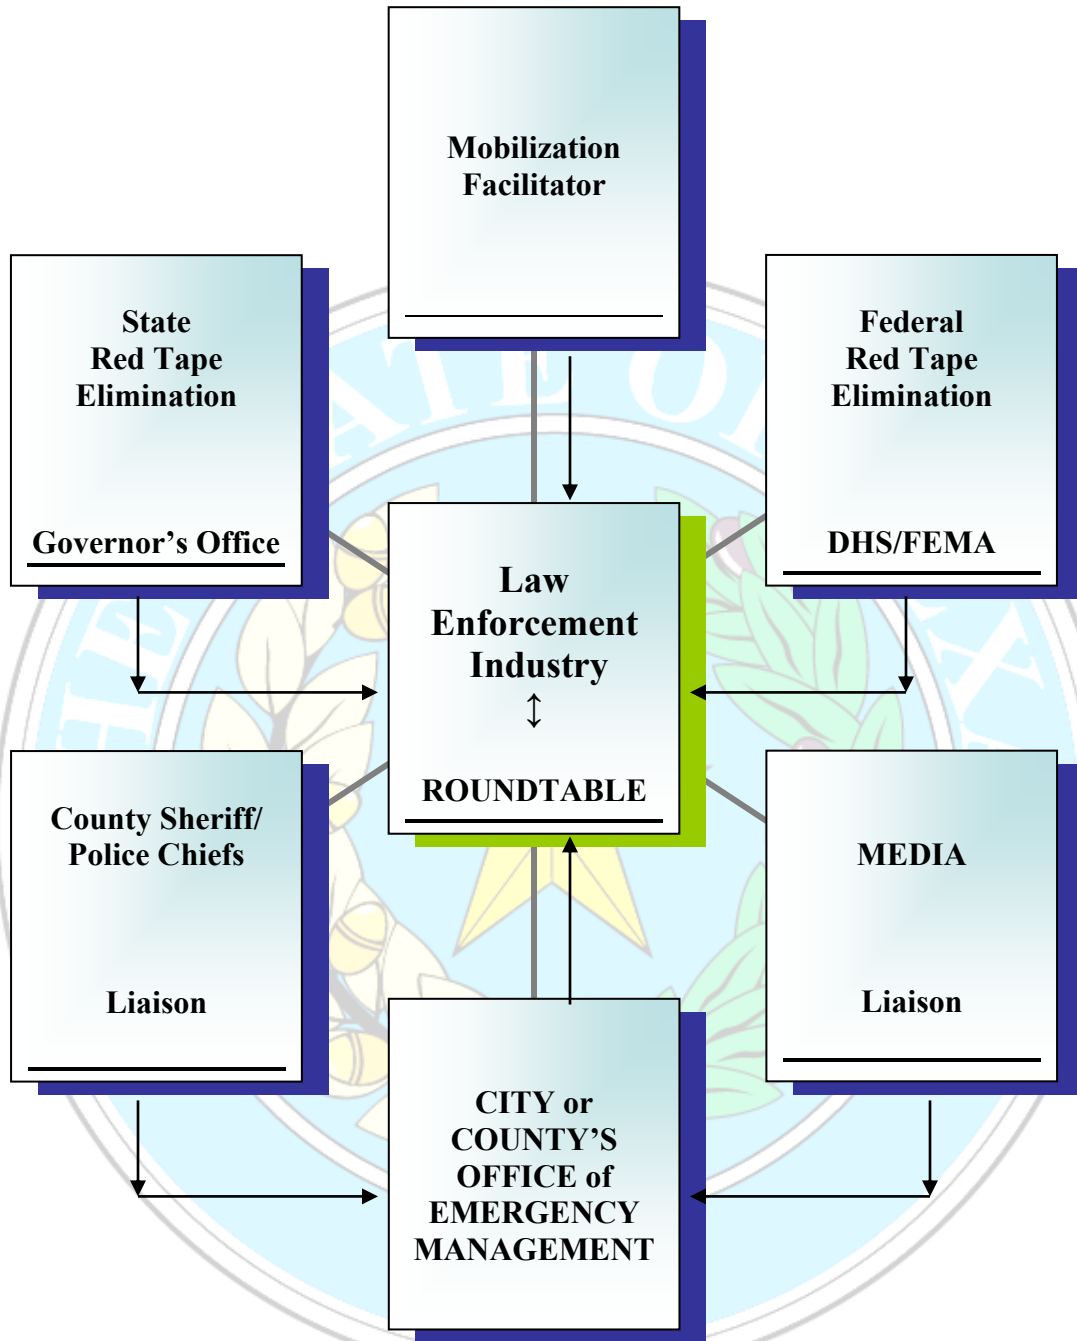 Mobilization
Facilitator
State
Red Tape
Elimination
Governor’s Office
Federal
Red Tape
Elimination
DHS/FEMA
Law
Enforcement
Industry
↕
ROUNDTABLE
County Sheriff/
Police Chiefs
Liaison
MEDIA
Liaison
CITY or
COUNTY’S
OFFICE of
EMERGENCY
MANAGEMENT